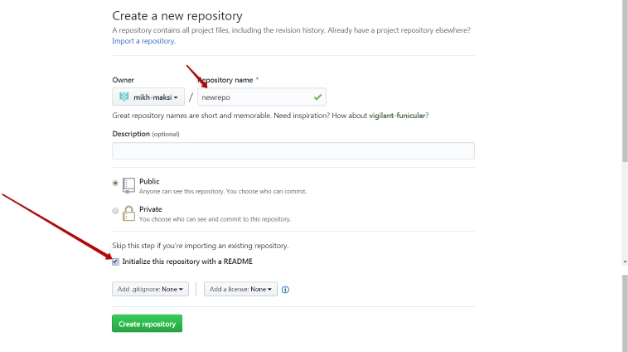 Create a new repository
A repository contains all project files, including the revision history. Already have a project repository elsewhere?
Import a repository.
Owner Repository name *
mikh-maksi / newrepo
Great repository names are short and memorable. Need inspiration? How about vigilant-funicular?
Description (optional)
Public
Anyone can see this repository. You choose who can commit.
Private
You choose who can see and commit to this repository.
Skip this step if you're importing an existing repository.
Initialize this repository with a README
Add .gitignore: None Add a license: None
Create repository